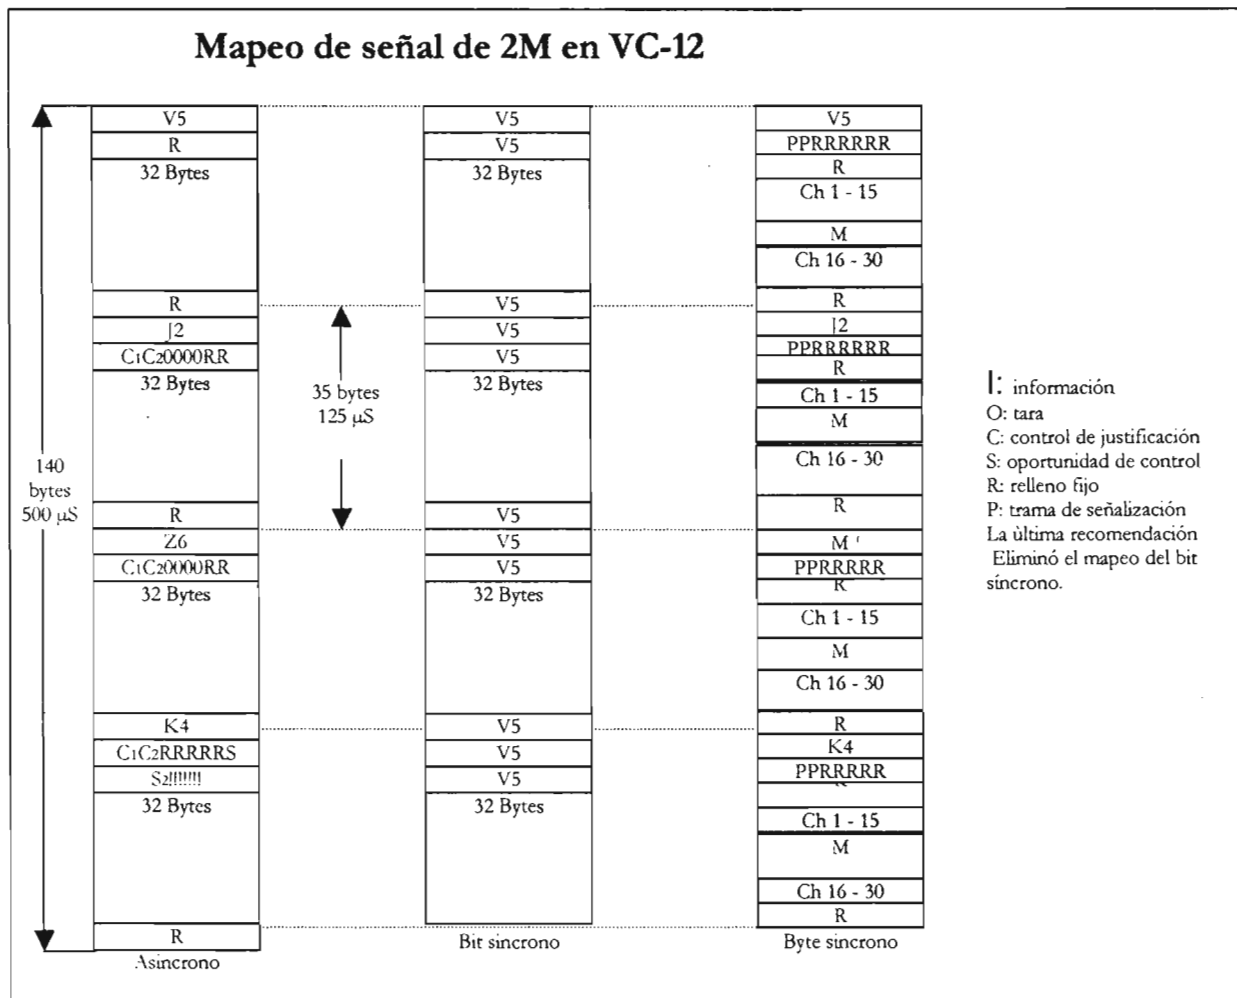 Mapeo de señal de 2M en VC-12
140
bytes
500 µS
V5
R
32 Bytes
R
J2
C1C20000RR
32 Bytes
R
Z6
C1C20000RR
32 Bytes
K4
C1C2RRRRRS
S2IIIIIII
32 Bytes
R
Asincrono
35 bytes
125 µS
V5
V5
32 Bytes
V5
V5
V5
32 Bytes
V5
V5
V5
32 Bytes
V5
V5
V5
32 Bytes
Bit sincrono
V5
PPRRRRRR
R
Ch 1 - 15
M
Ch 16 - 30
R
J2
PPRRRRRR
R
Ch 1 - 15
M
Ch 16 - 30
R
M
PPRRRRR
R
Ch 1 - 15
M
Ch 16 - 30
R
K4
PPRRRRR
Ch 1 - 15
M
Ch 16 - 30
R
Byte síncrono
I: información
O: tara
C: control de justificación
S: oportunidad de control
R: relleno fijo
P: trama de señalización
La ùltima recomendación
Eliminó el mapeo del bit
síncrono.